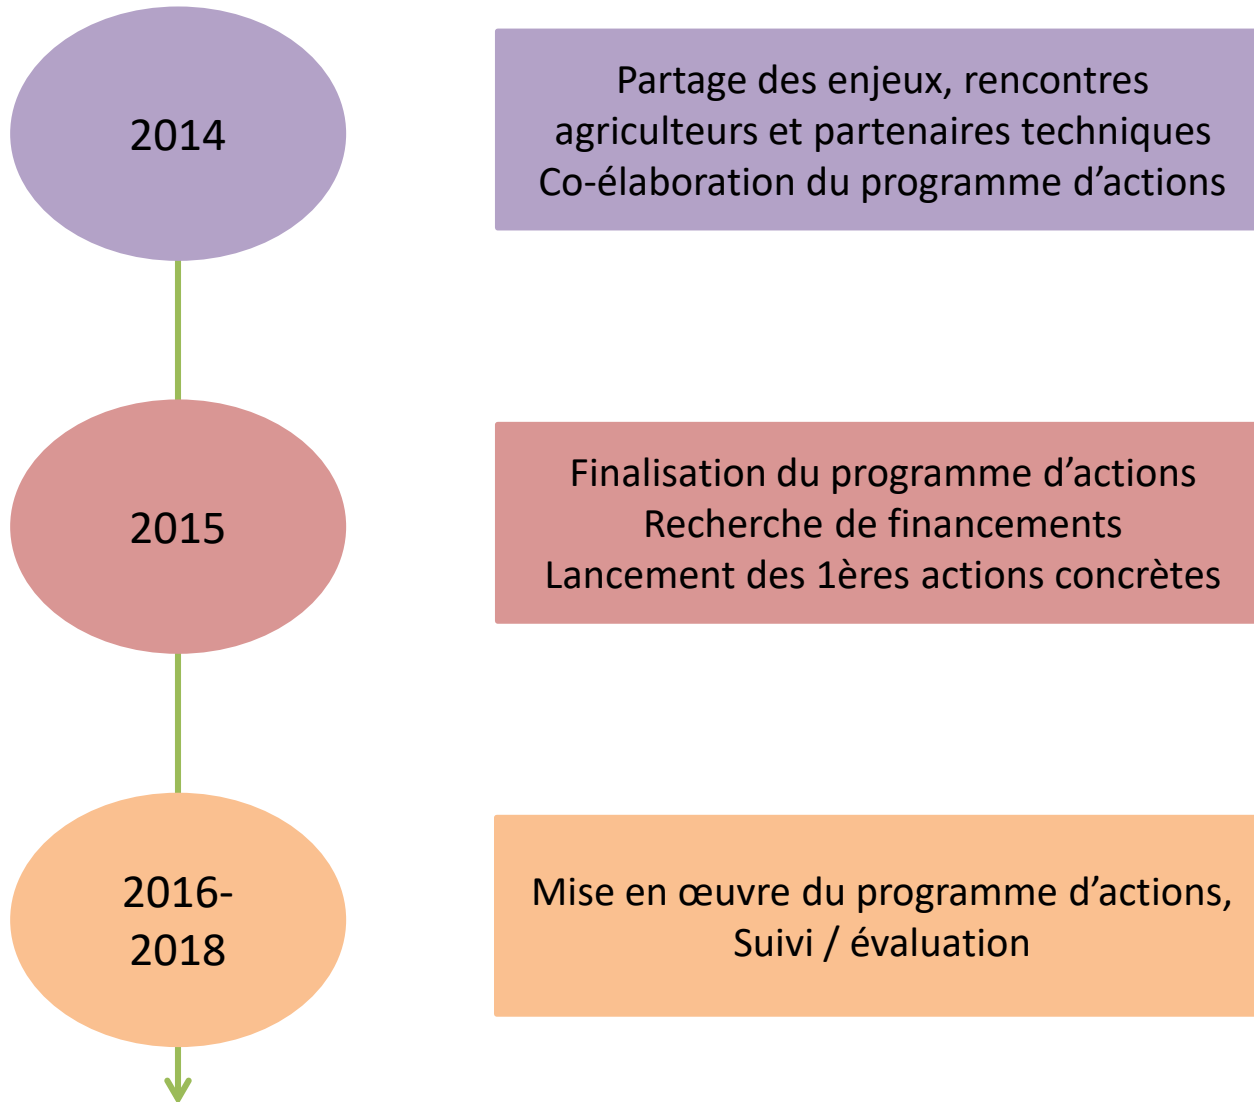 2014
Partage des enjeux, rencontres
agriculteurs et partenaires techniques
Co-élaboration du programme d’actions
2015
Finalisation du programme d’actions
Recherche de financements
Lancement des 1ères actions concrètes
2016-
2018
Mise en œuvre du programme d’actions,
Suivi / évaluation